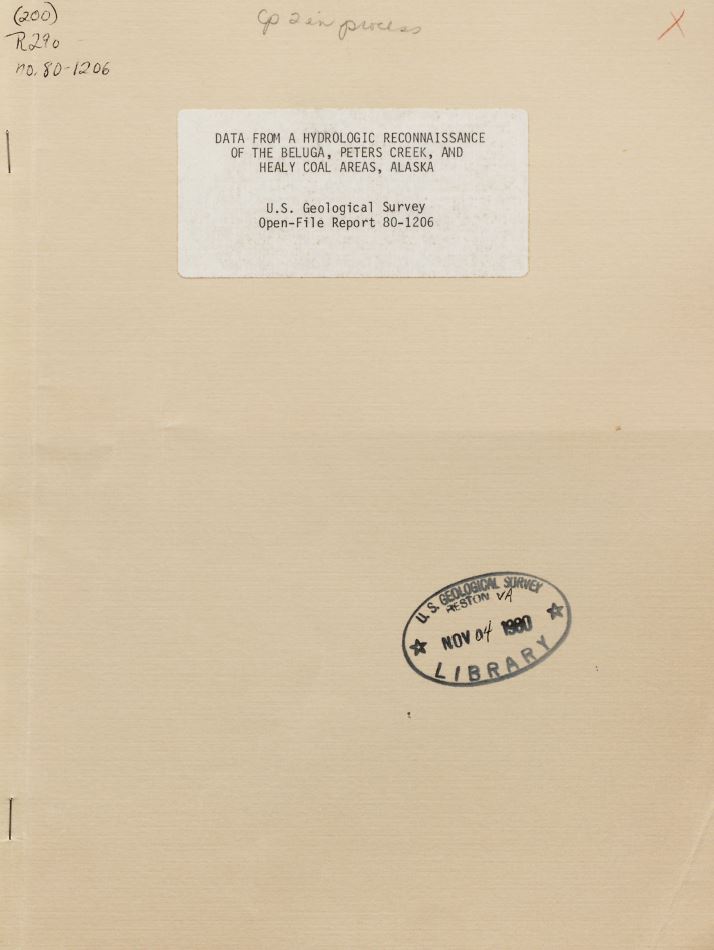 (200)
R290
no. 80-1206
Cp 2 in process
X
DATA FROM A HYDROLOGIC RECONNAISSANCE
OF THE BELUGA, PETERS CREEK, AND
HEALY COAL AREAS, ALASKA
U.S. Geological Survey
Open-File Report 80-1206
U.S. GEOLOGICAL SURVEY
RESTON VA
NOV 04 1980
LIBRARY